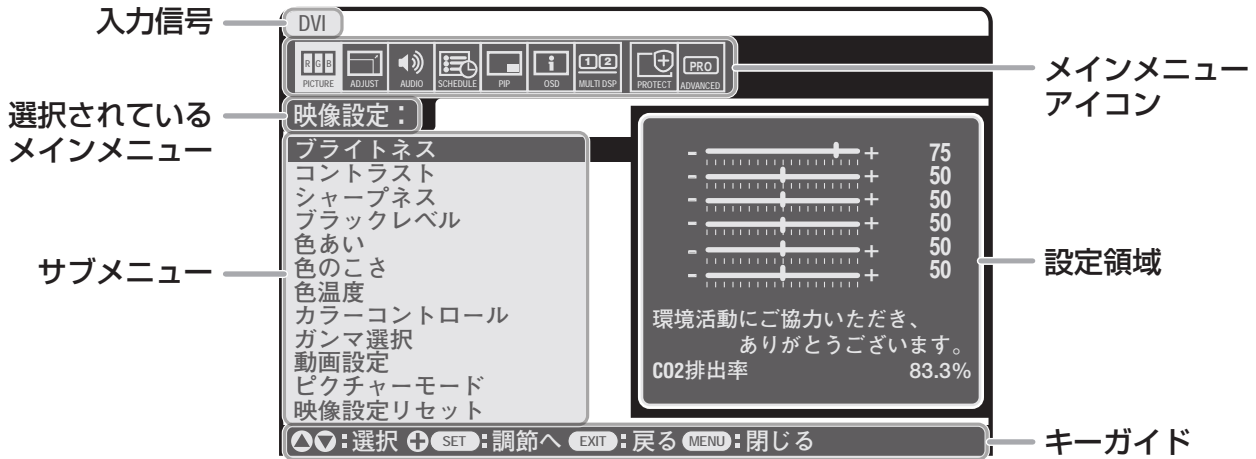 入力信号
DVI
RGB
PICTURE ADJUST AUDIO SCHEDULE PIP OSD MULTI DSP PROTECT ADVANCED
i
1 2
PRO
メインメニュー
アイコン
選択されている
メインメニュー
映像設定：
サブメニュー
ブライトネス
コントラスト
シャープネス
ブラックレベル
色あい
色のこさ
色温度
カラーコントロール
ガンマ選択
動画設定
ピクチャーモード
映像設定リセット
- + 75
- + 50
- + 50
- + 50
- + 50
- + 50
環境活動にご協力いただき、
ありがとうございます。
CO2排出率 83.3%
設定領域
:選択 + SET :調節へ EXIT :戻る MENU :閉じる
キーガイド